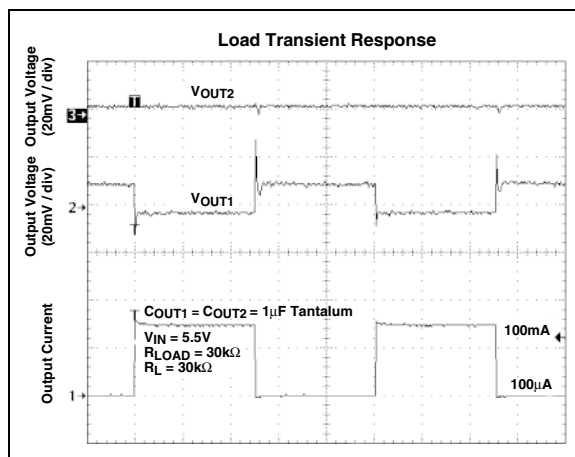 Load Transient Response
Output Voltage
(20mV / div)
VOUT2
T
3
Output Voltage
(20mV / div)
VOUT1
2
Output Current
COUT1 = COUT2 = 1μF Tantalum
VIN = 5.5V
RLOAD = 30kΩ
RL = 30kΩ
100mA
100μA
1